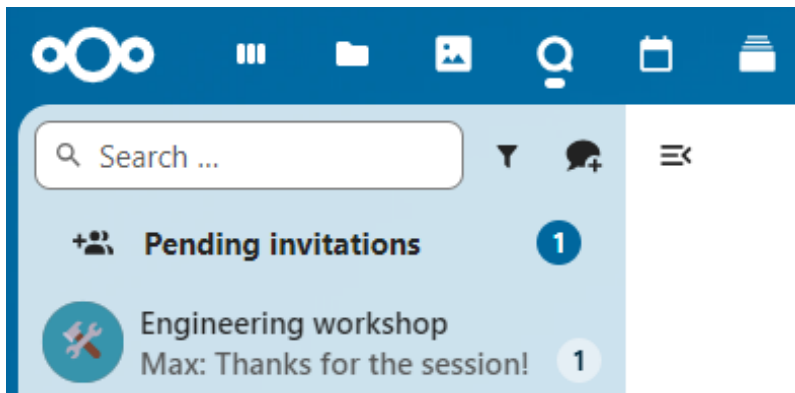 Search ...
Pending invitations 1
Engineering workshop
Max: Thanks for the session! 1